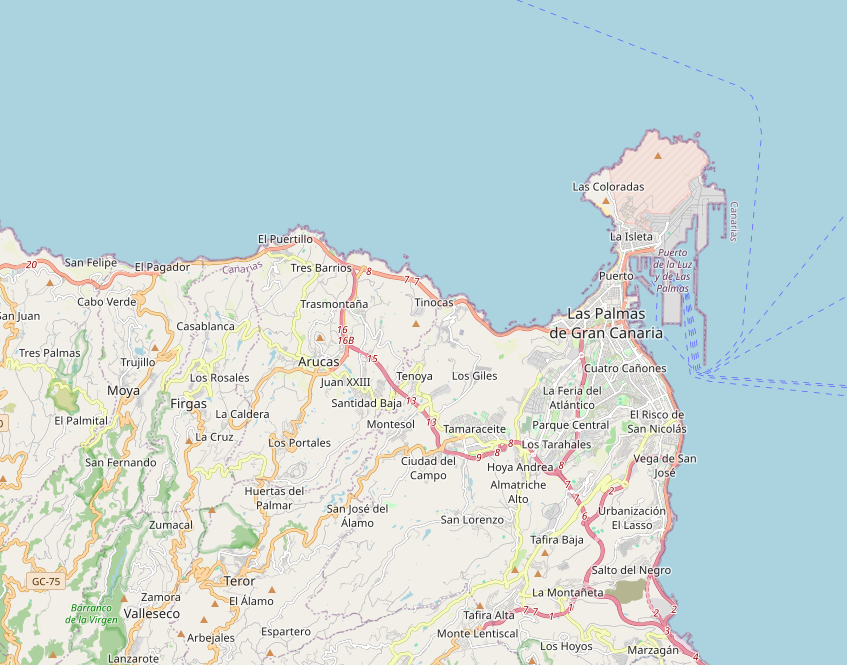 Las Coloradas
Canarias
La Isleta
El Puertillo
Puerto
de la Luz
y de Las
Palmas
20
San Felipe
El Pagador
Canarias
Tres Barrios
8
7
7
Puerto
Cabo Verde
Trasmontaña
Tinocas
San Juan
Casablanca
16
16B
Las Palmas
de Gran Canaria
Tres Palmas
Trujillo
Arucas
15
Cuatro Cañones
Moya
Los Rosales
Juan XXIII
Tenoya
Los Giles
La Feria del
Atlántico
Firgas
Santidad Baja
13
El Palmital
La Caldera
Montesol
13
Tamaraceite
Parque Central
El Risco de
San Nicolás
La Cruz
Los Portales
9
8
8
Los Tarahales
San Fernando
Ciudad del
Campo
Hoya Andrea
8
Vega de San
José
Huertas del
Palmar
Almatriche
Alto
7
7
2
Zumacal
San José del
Álamo
San Lorenzo
6
Urbanización
El Lasso
Tafira Baja
GC-75
Teror
Salto del Negro
Zamora
El Álamo
La Montañeta
Barranco
de la Virgen
Valleseco
Tafira Alta
7
7
1
1
2
2
Arbejales
Espartero
Monte Lentiscal
3
Los Hoyos
Marzagán
4
Lanzarote